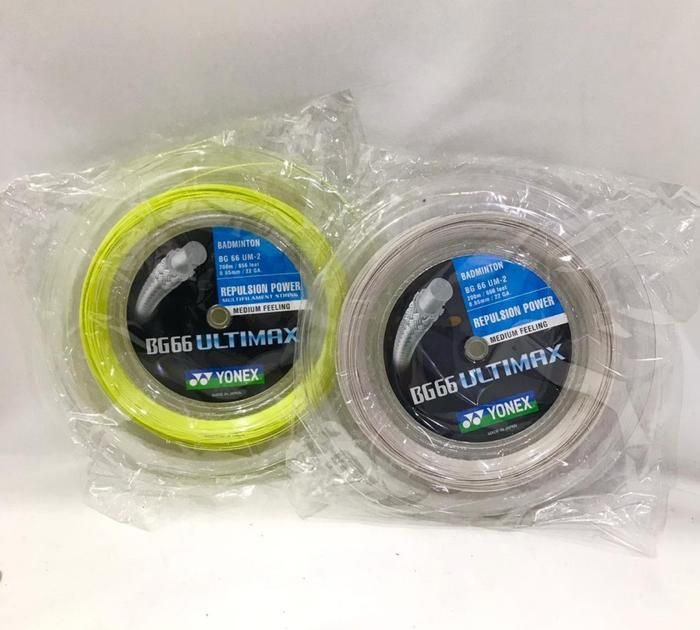 BADMINTON
BG 66 UM-2
200m / 656 feet
0.65mm / 22 GA.
REPULSION POWER
MULTIFILAMENT STRING
MEDIUM FEELING
BG66 ULTIMAX
YONEX
MADE IN JAPAN
BADMINTON
BG 66 UM-2
200m / 656 feet
0.65mm / 22 GA.
REPULSION POWER
MEDIUM FEELING
BG66 ULTIMAX
YONEX
MADE IN JAPAN